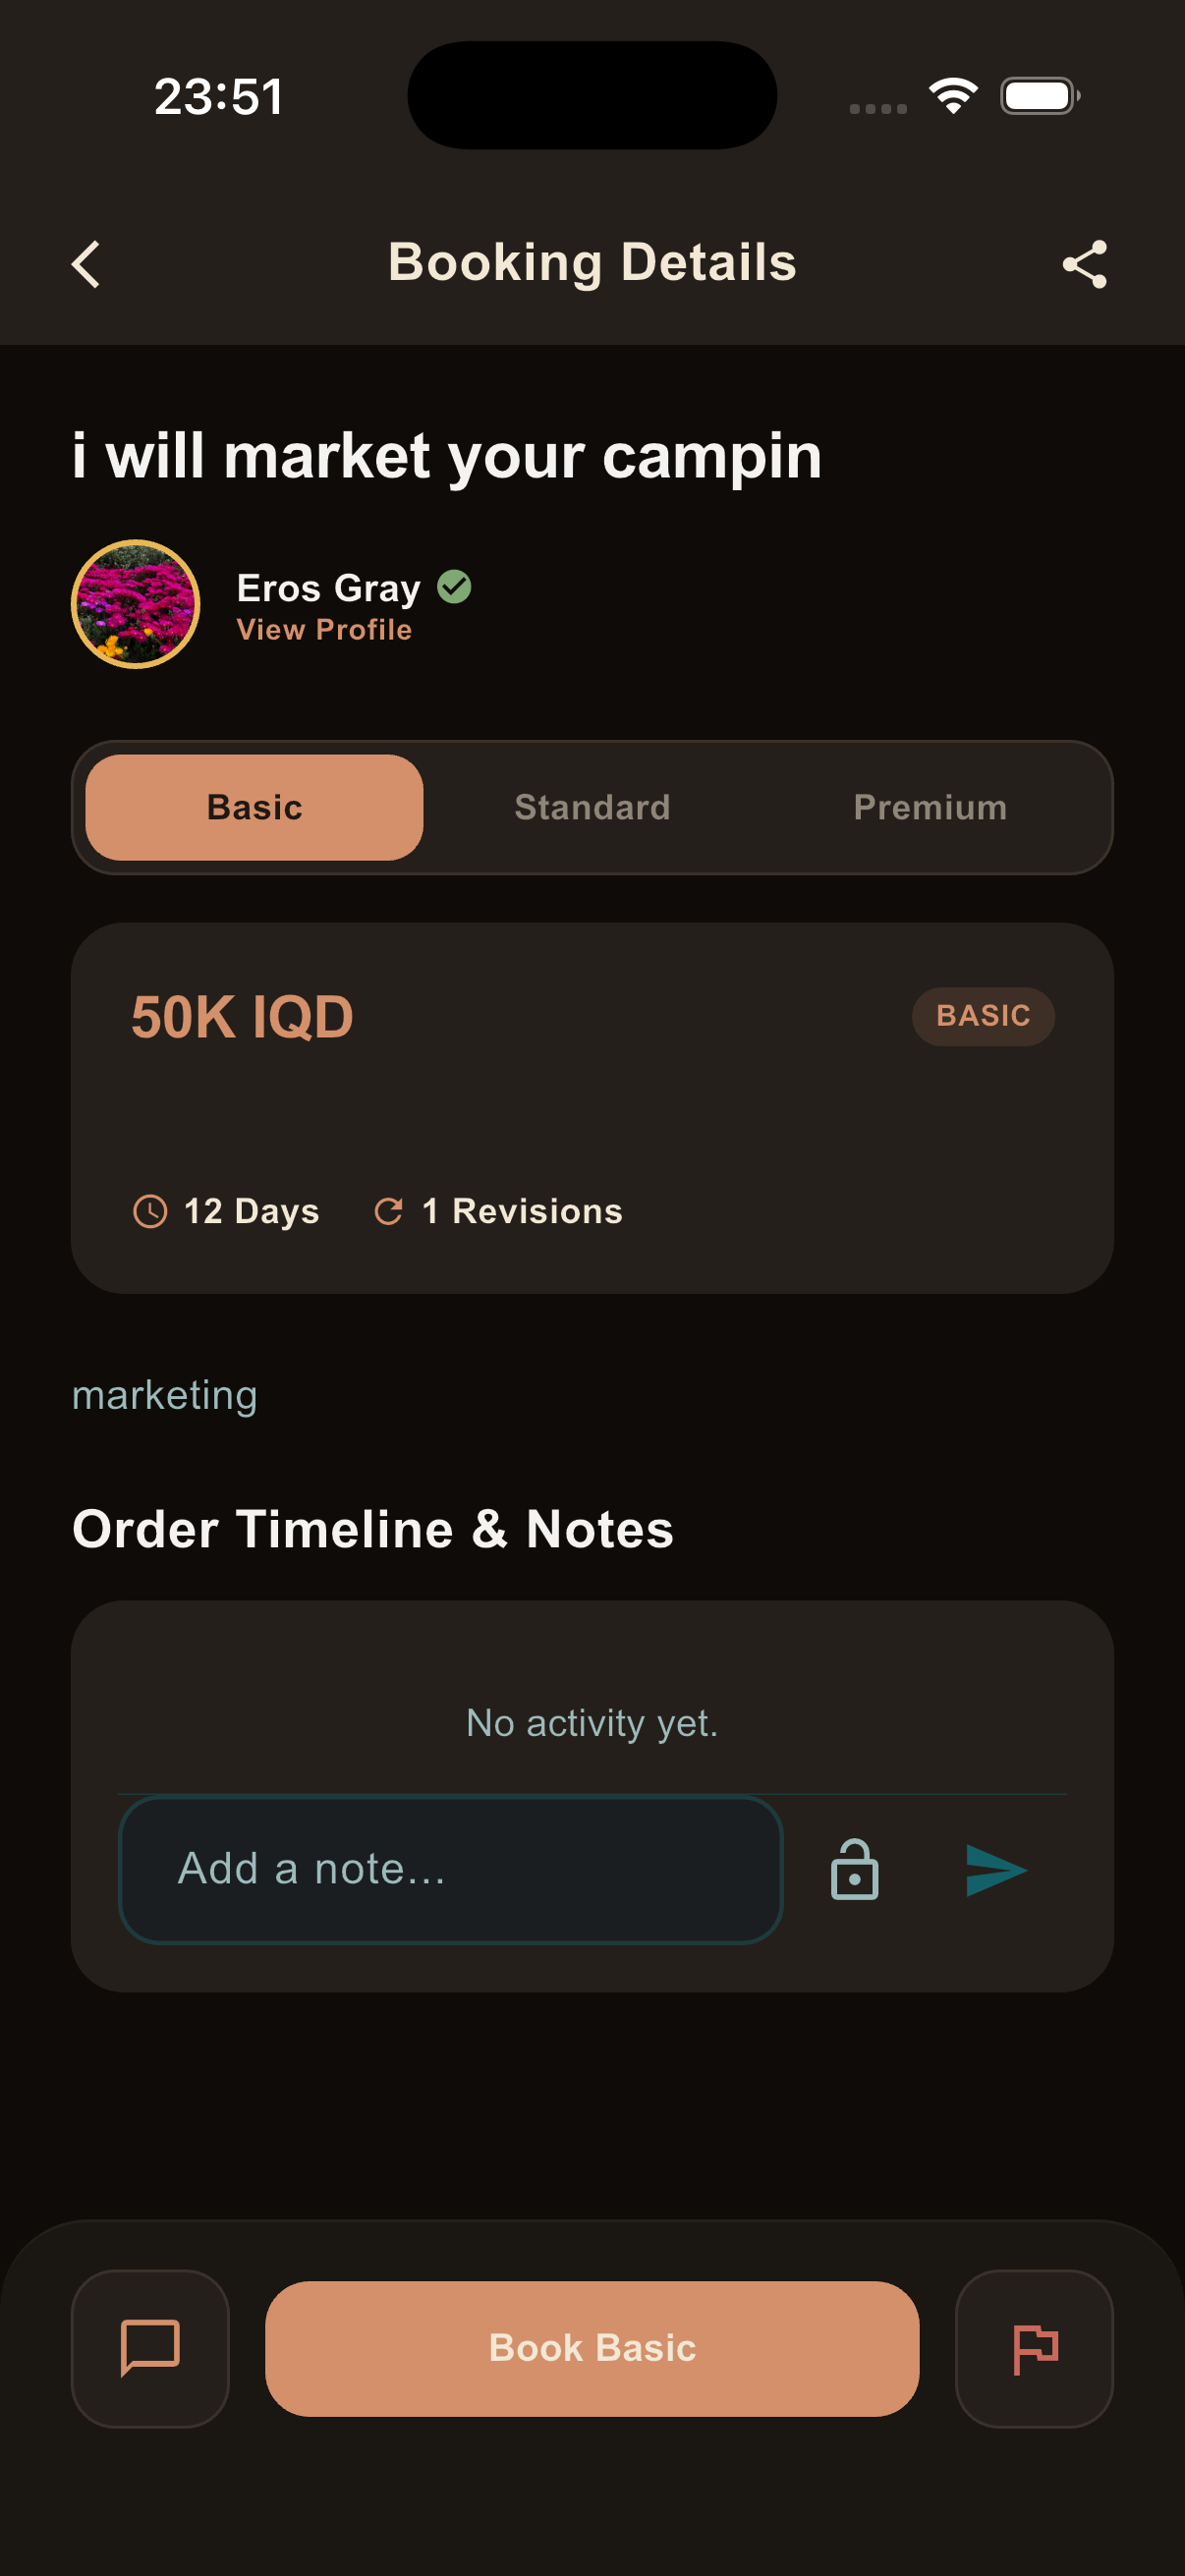 23:51
Booking Details
i will market your campin
Eros Gray
View Profile
Basic Standard Premium
50K IQD BASIC
12 Days 1 Revisions
marketing
Order Timeline & Notes
No activity yet.
Add a note...
Book Basic